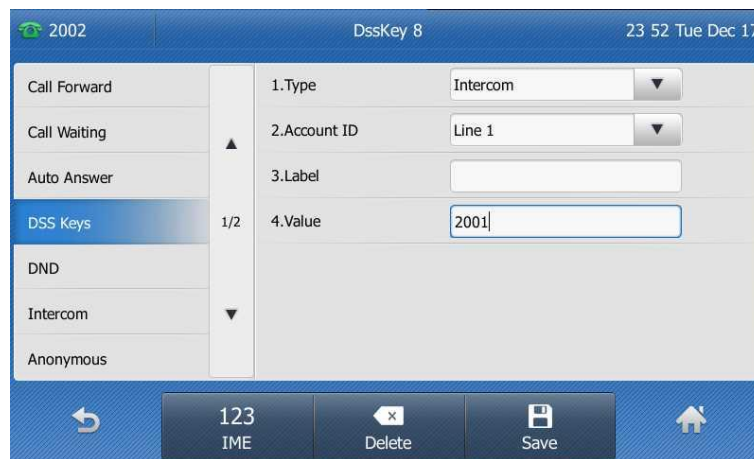 2002 DssKey 8 23 52 Tue Dec 17
Call Forward
Call Waiting
Auto Answer
DSS Keys
DND
Intercom
Anonymous
1/2
1.Type Intercom
2.Account ID Line 1
3.Label
4.Value 2001
123
IME
Delete
Save